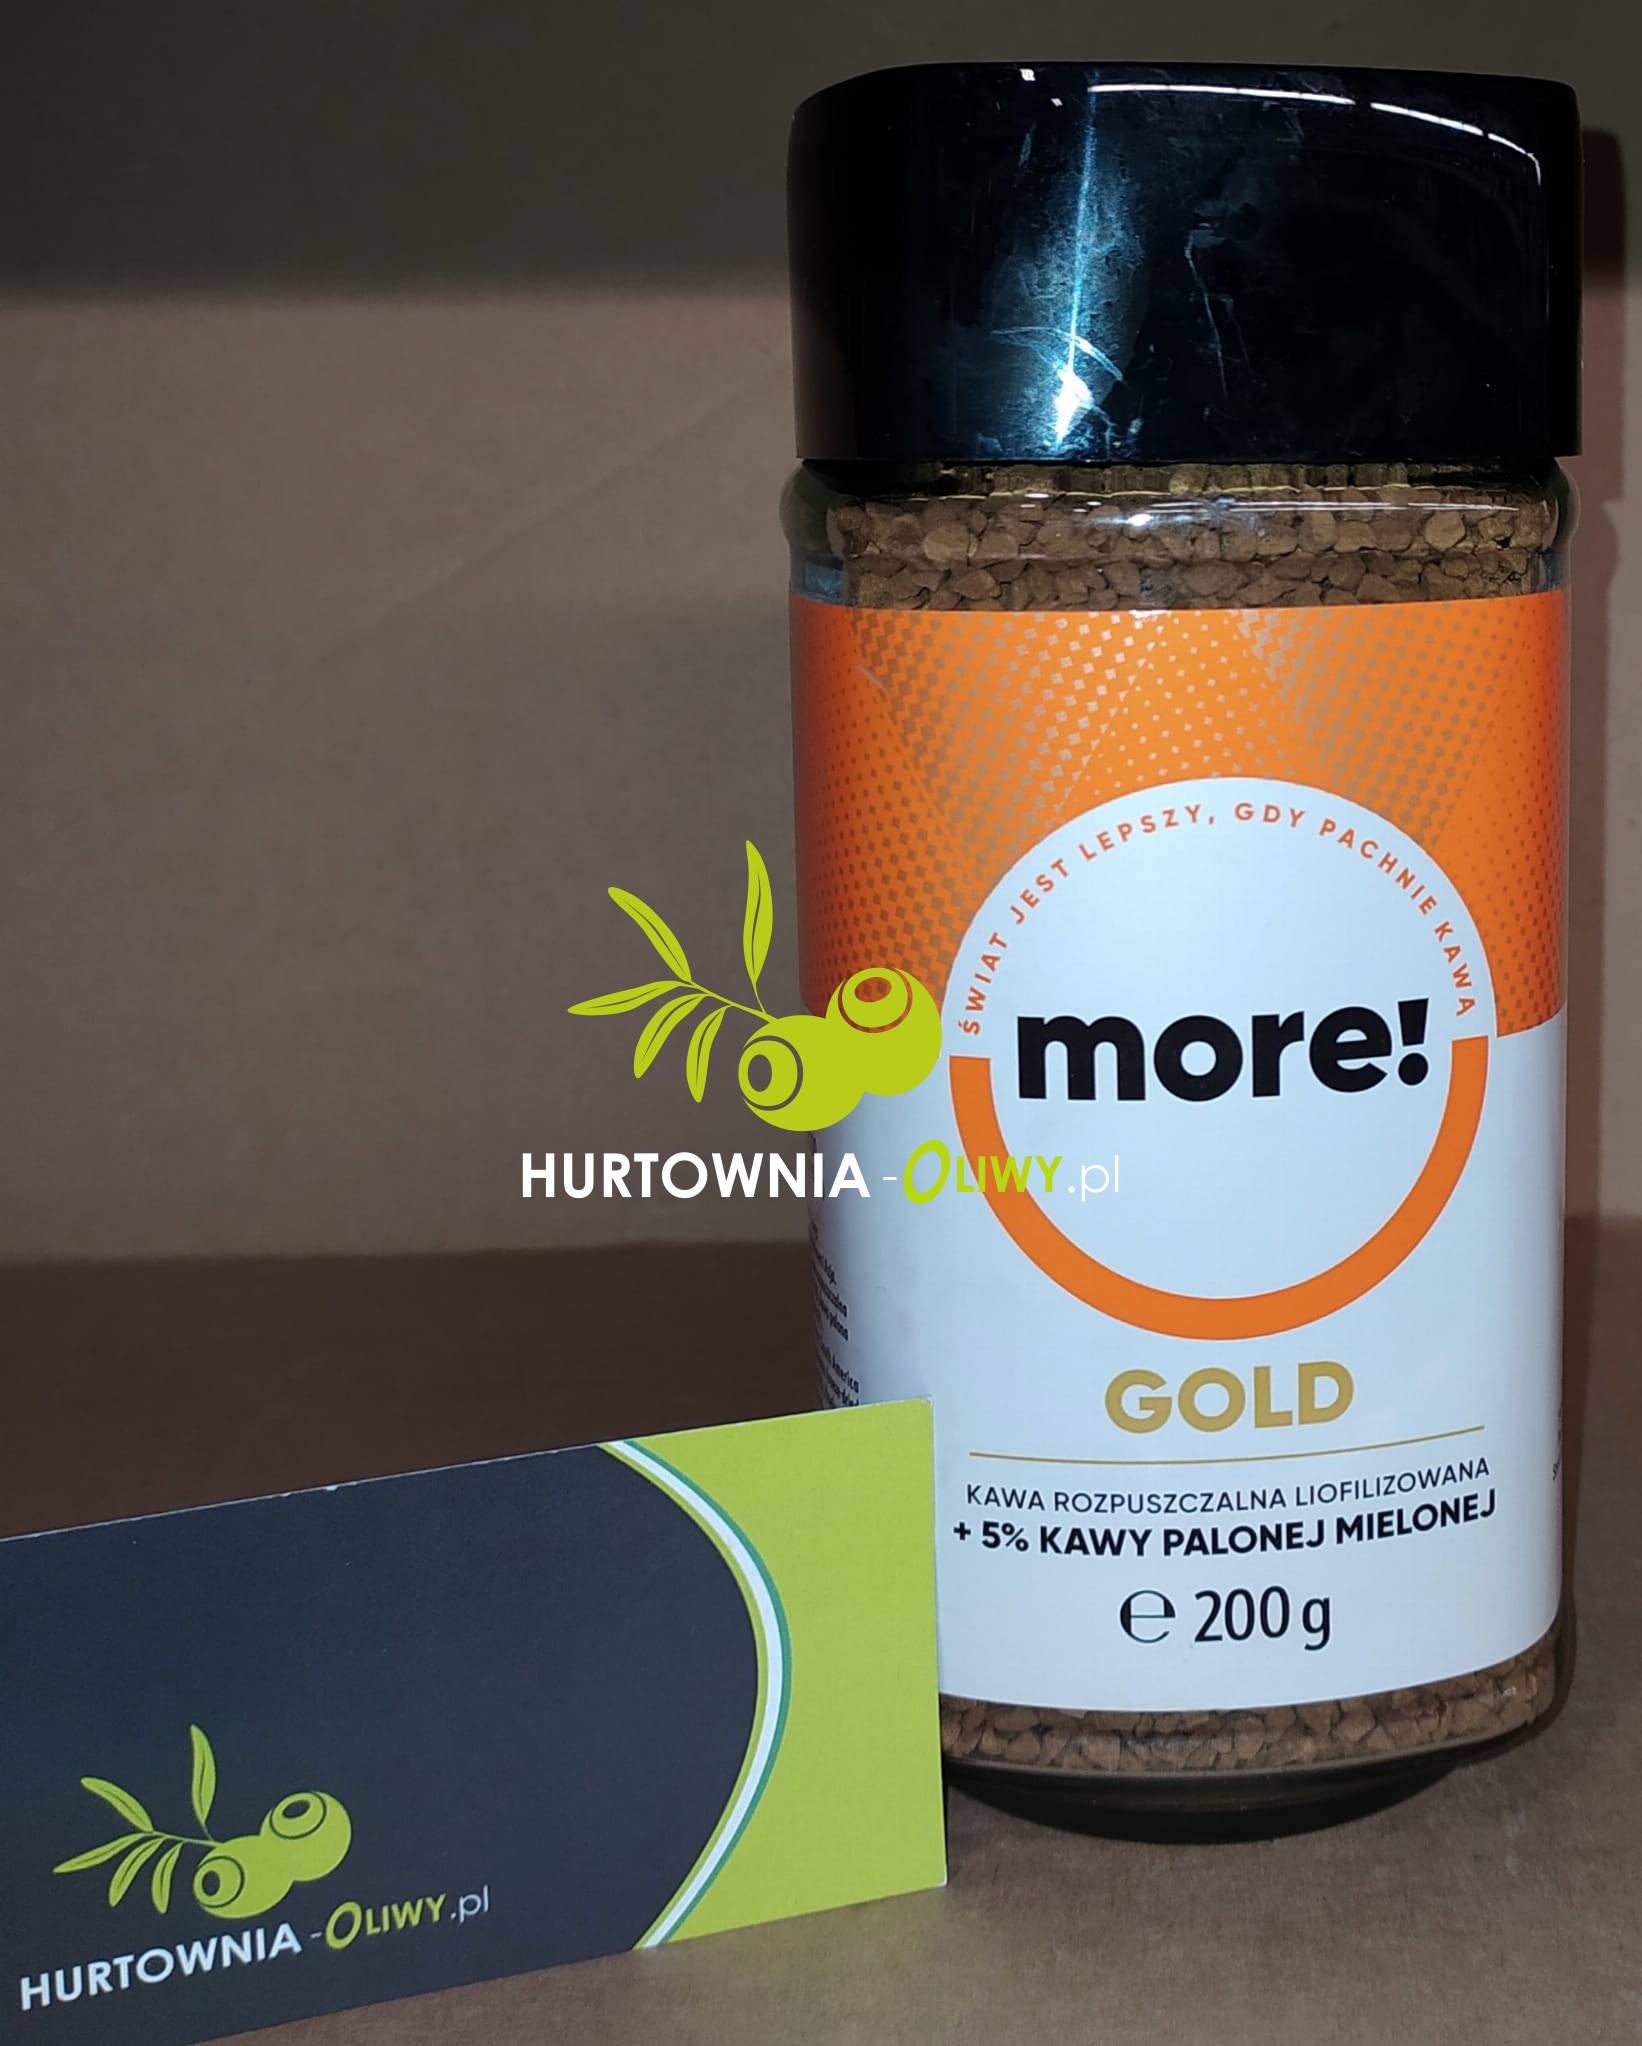 ŚWIAT JEST LEPSZY, GDY PACHNIE KAWA
more!
HURTOWNIA-OLIWY.pl
GOLD
KAWA ROZPUSZCZALNA LIOFILIZOWANA
+ 5% KAWY PALONEJ MIELONEJ
℮ 200 g
HURTOWNIA-OLIWY.pl